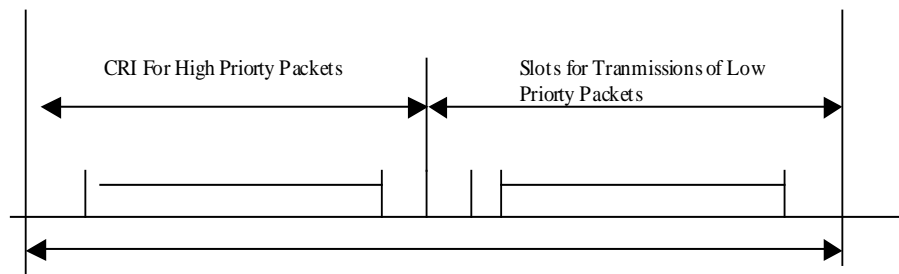 CRI For High Priorty Packets
Slots for Tranmissions of Low
Priorty Packets